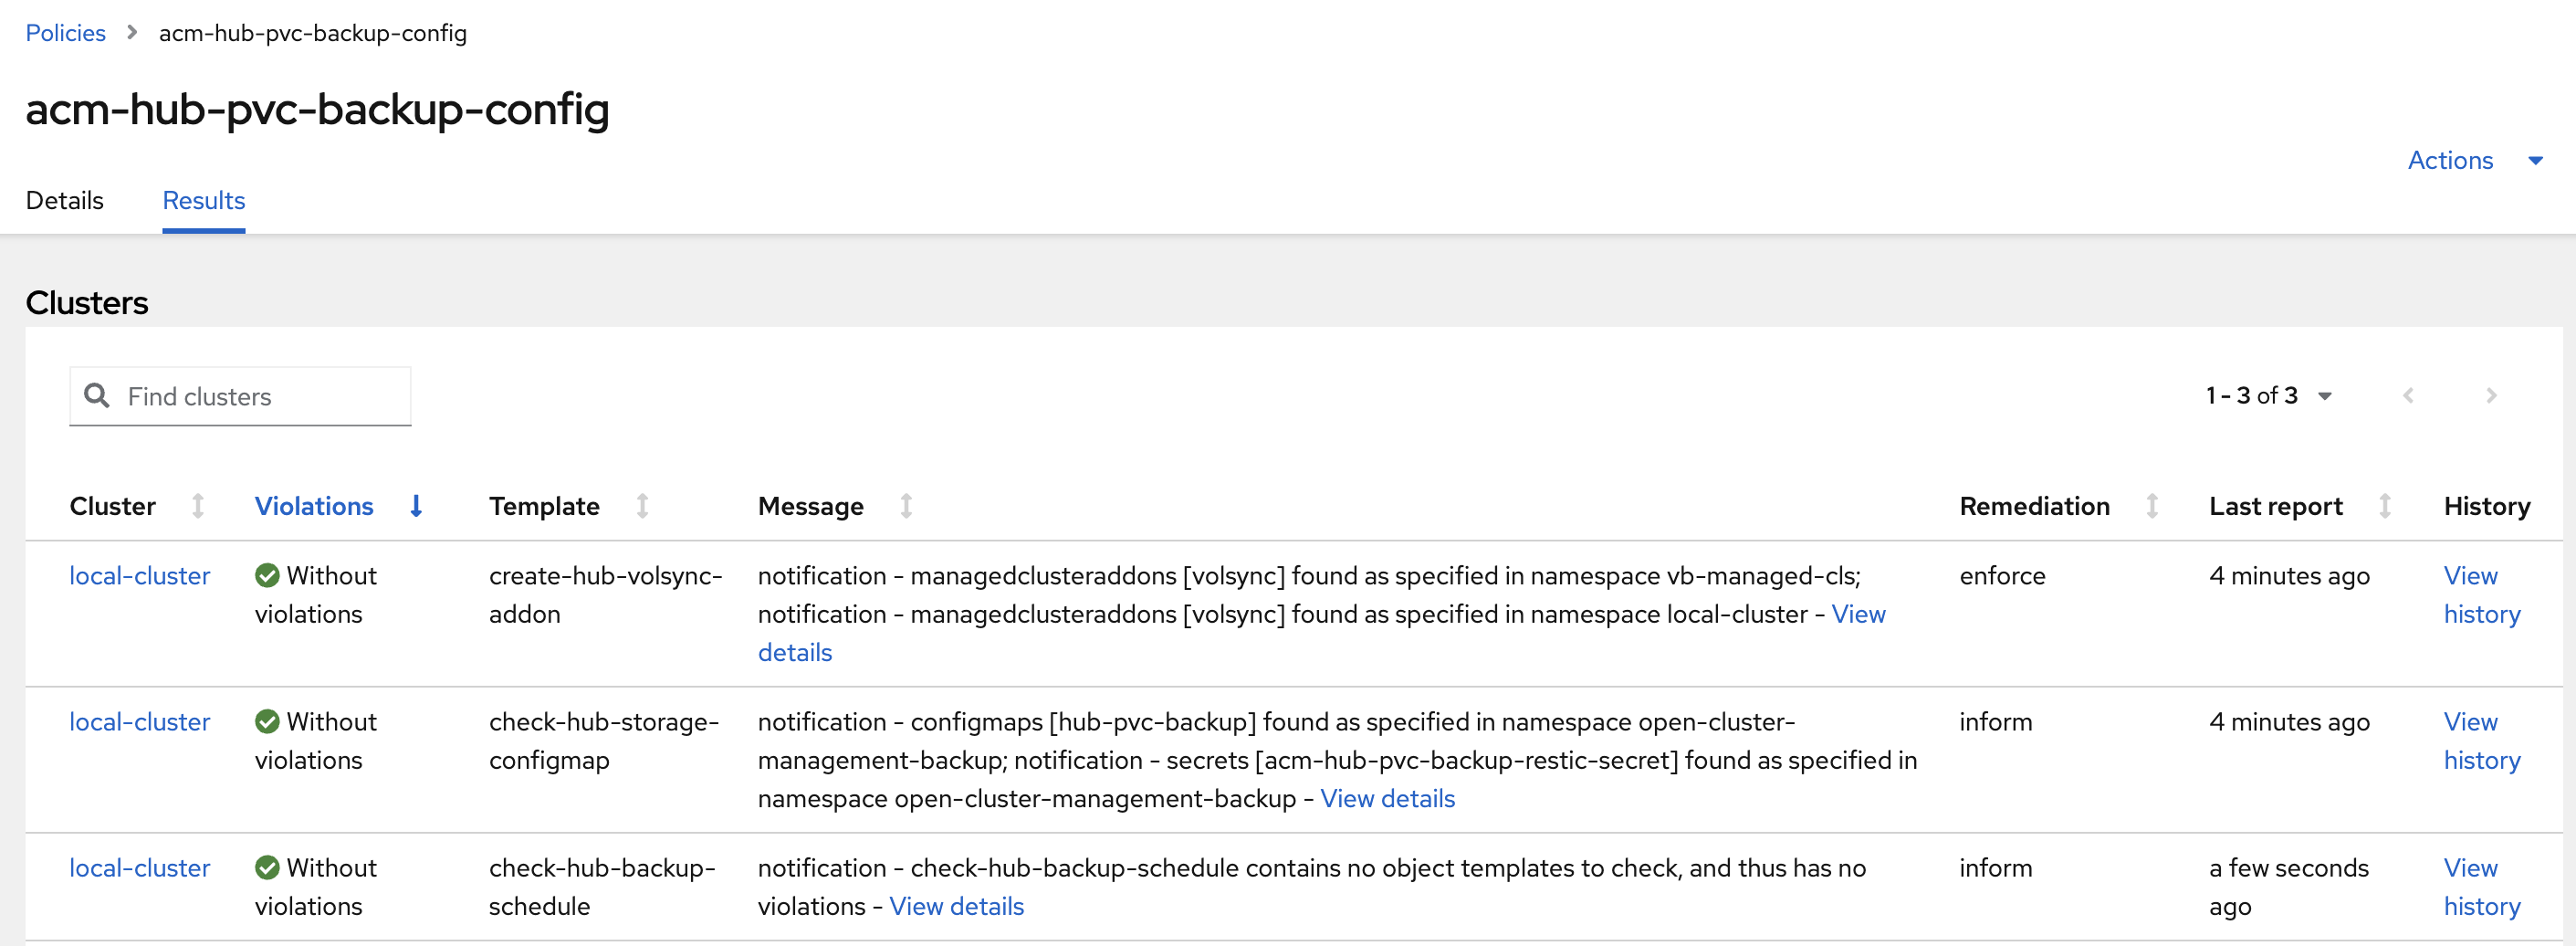 Policies > acm-hub-pvc-backup-config
acm-hub-pvc-backup-config
Actions
Details Results
Clusters
Find clusters
1 - 3 of 3
Cluster Violations Template Message Remediation Last report History
local-cluster Without violations create-hub-volsync-addon notification - managedclusteraddons [volsync] found as specified in namespace vb-managed-cls; notification - managedclusteraddons [volsync] found as specified in namespace local-cluster - View details enforce 4 minutes ago View history
local-cluster Without violations check-hub-storage-configmap notification - configmaps [hub-pvc-backup] found as specified in namespace open-cluster-management-backup; notification - secrets [acm-hub-pvc-backup-restic-secret] found as specified in namespace open-cluster-management-backup - View details inform 4 minutes ago View history
local-cluster Without violations check-hub-backup-schedule notification - check-hub-backup-schedule contains no object templates to check, and thus has no violations - View details inform a few seconds ago View history